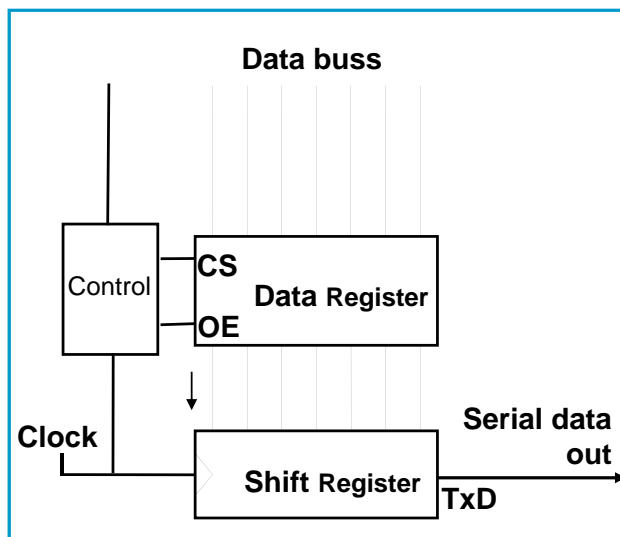 Data buss
CS
Control
Data Register
OE
Clock
Serial data
out
Shift Register
TxD